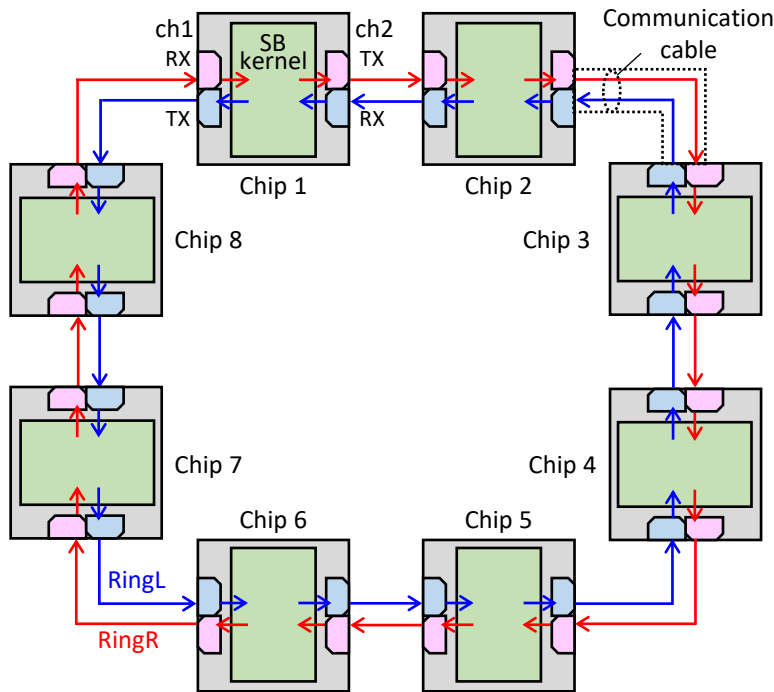 ch1
RX
TX
SB
kernel
ch2
TX
RX
Communication
cable
Chip 1
Chip 2
Chip 8
Chip 3
Chip 7
Chip 4
Chip 6
Chip 5
RingL
RingR